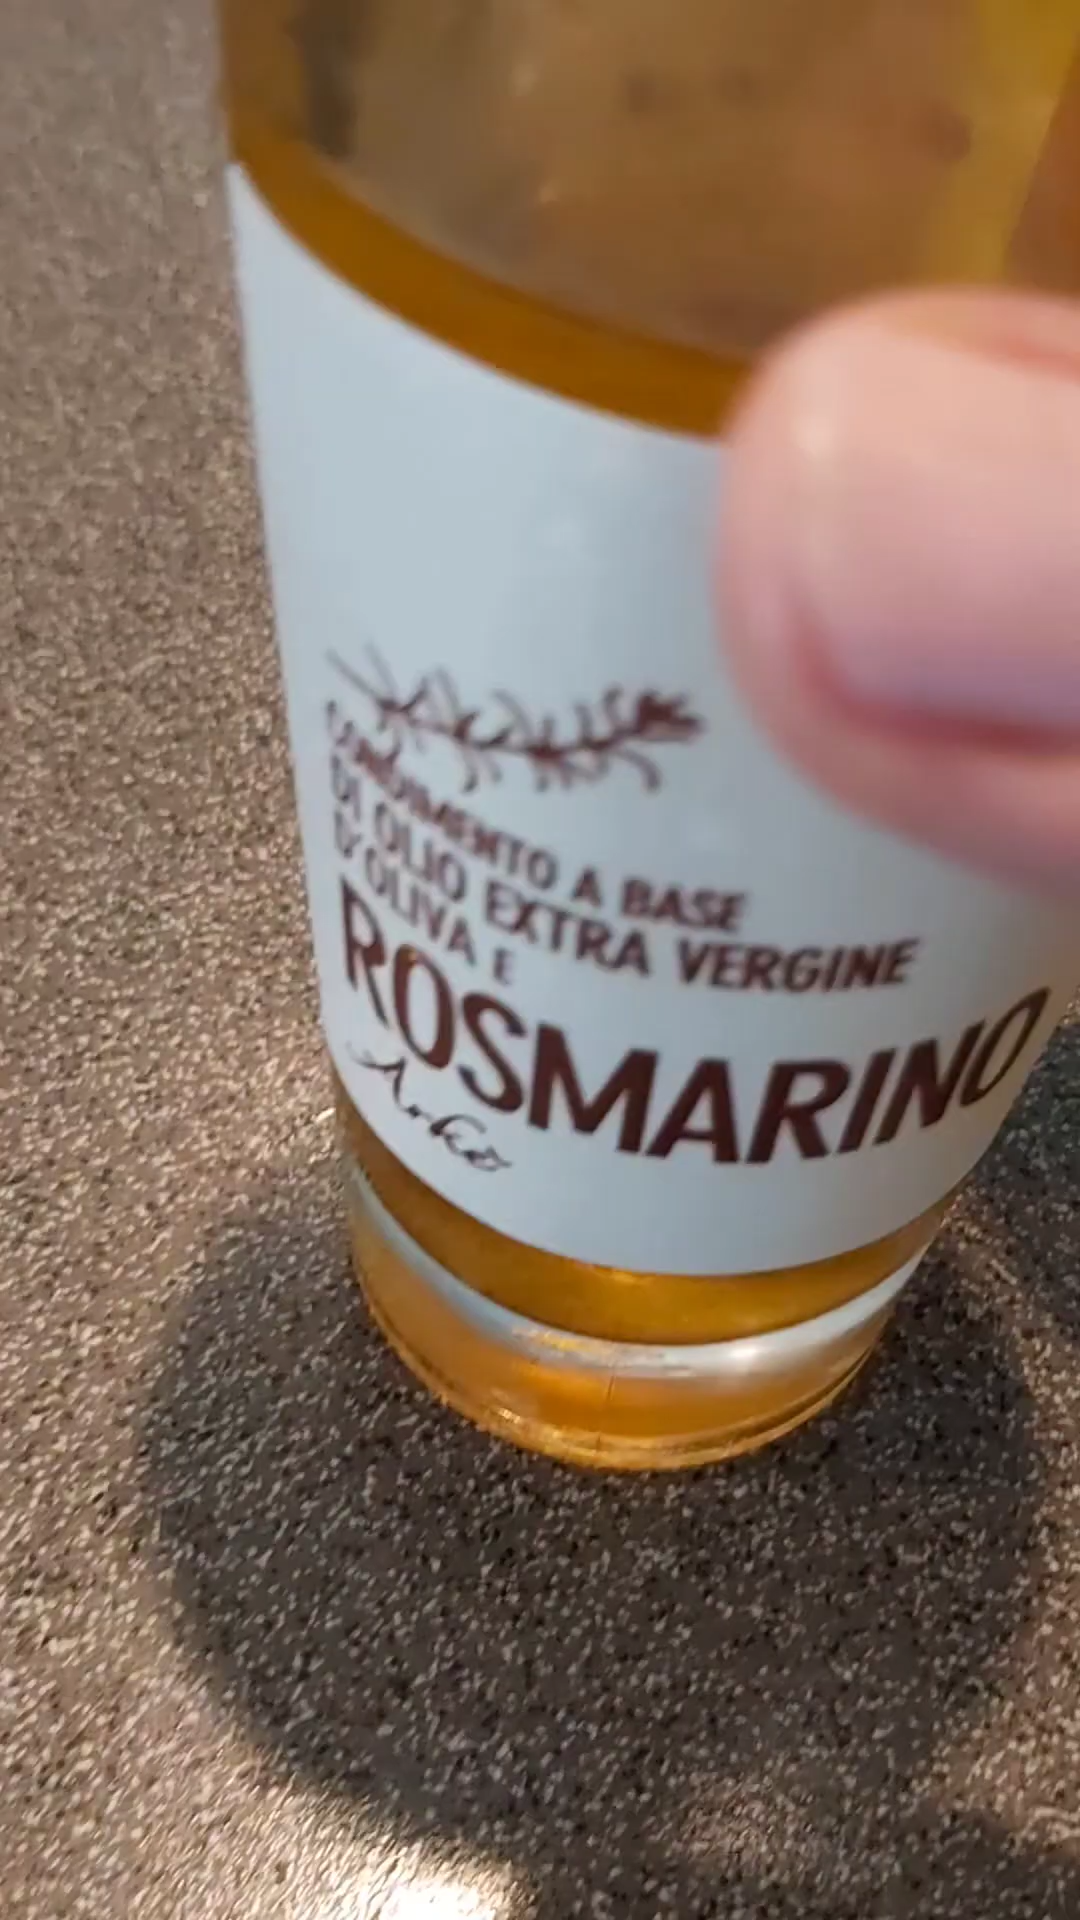 CONDIMENTO A BASE
DI OLIO EXTRA VERGINE
D'OLIVA E
ROSMARINO